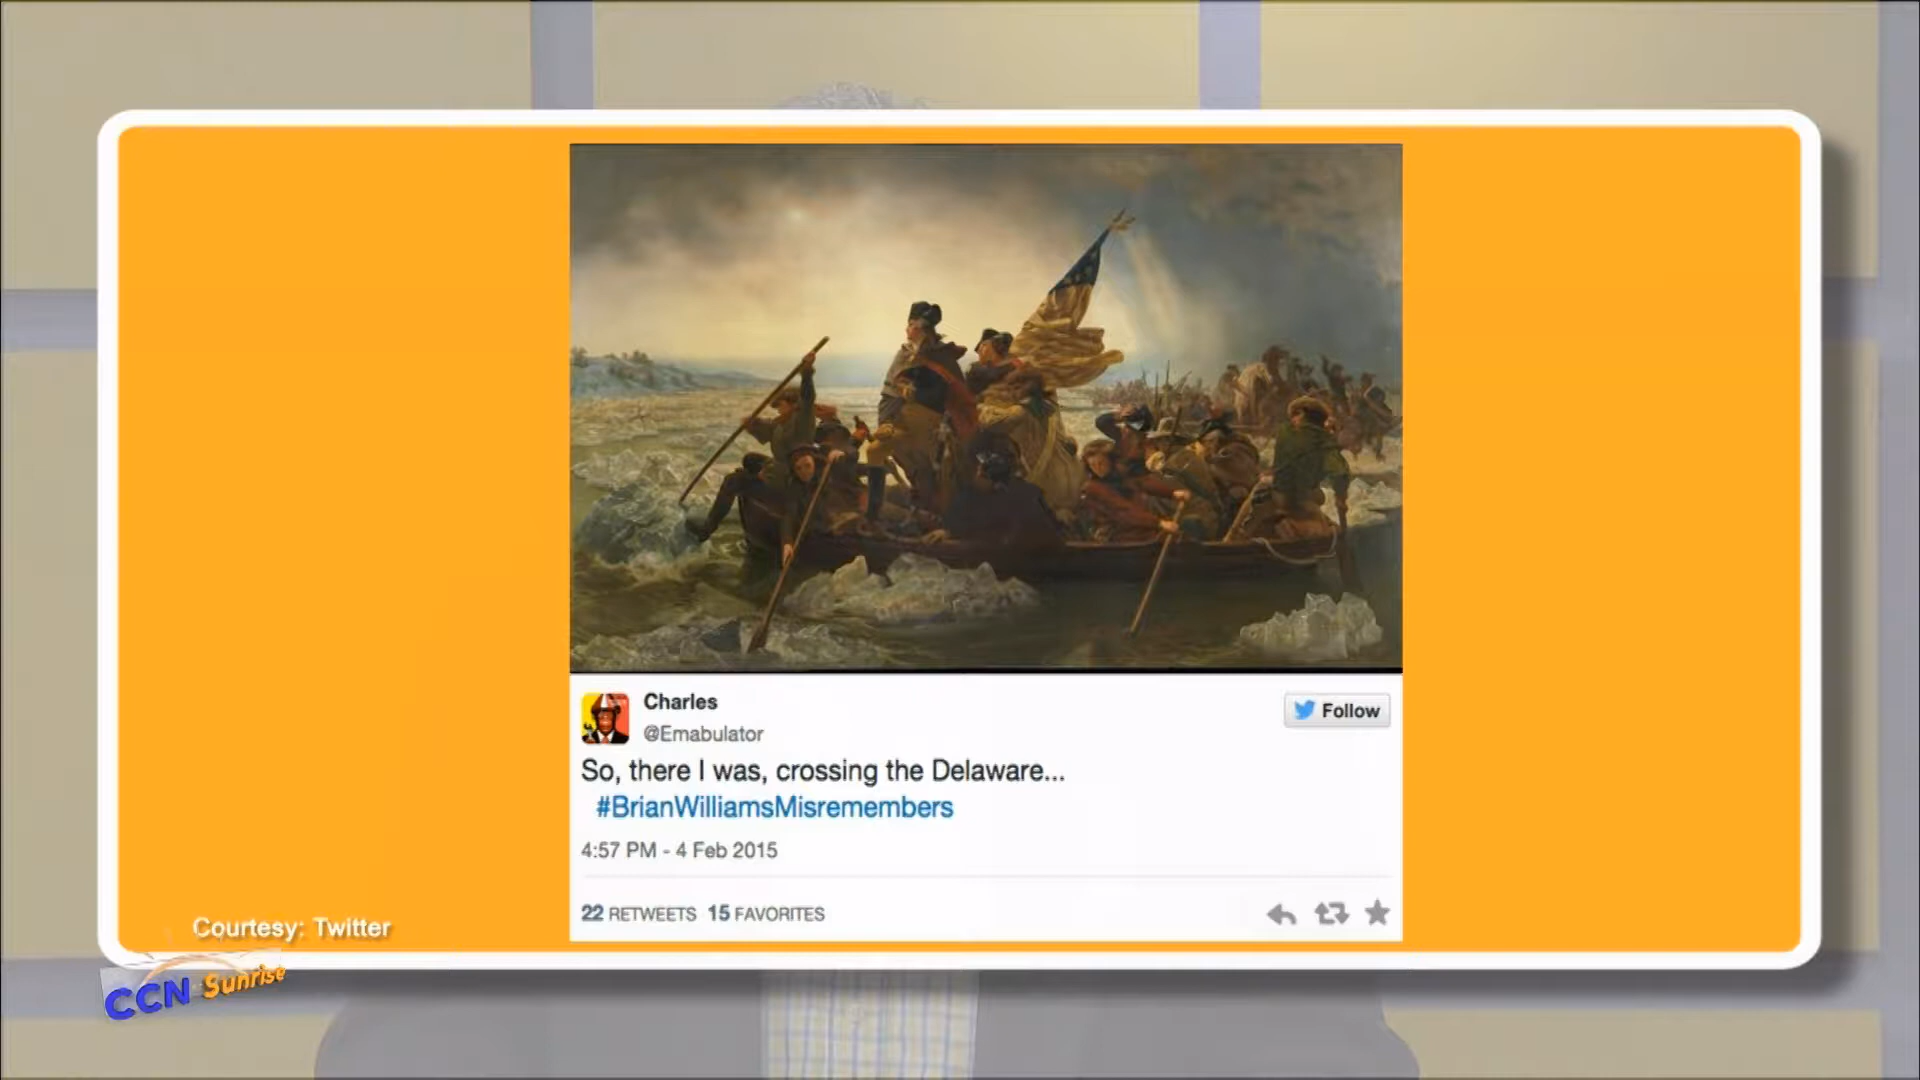 Charles
Follow
@Emabulator
So, there I was, crossing the Delaware...
#BrianWilliamsMisremembers
4:57 PM - 4 Feb 2015
22 RETWEETS 15 FAVORITES
Courtesy: Twitter
CCN Sunrise